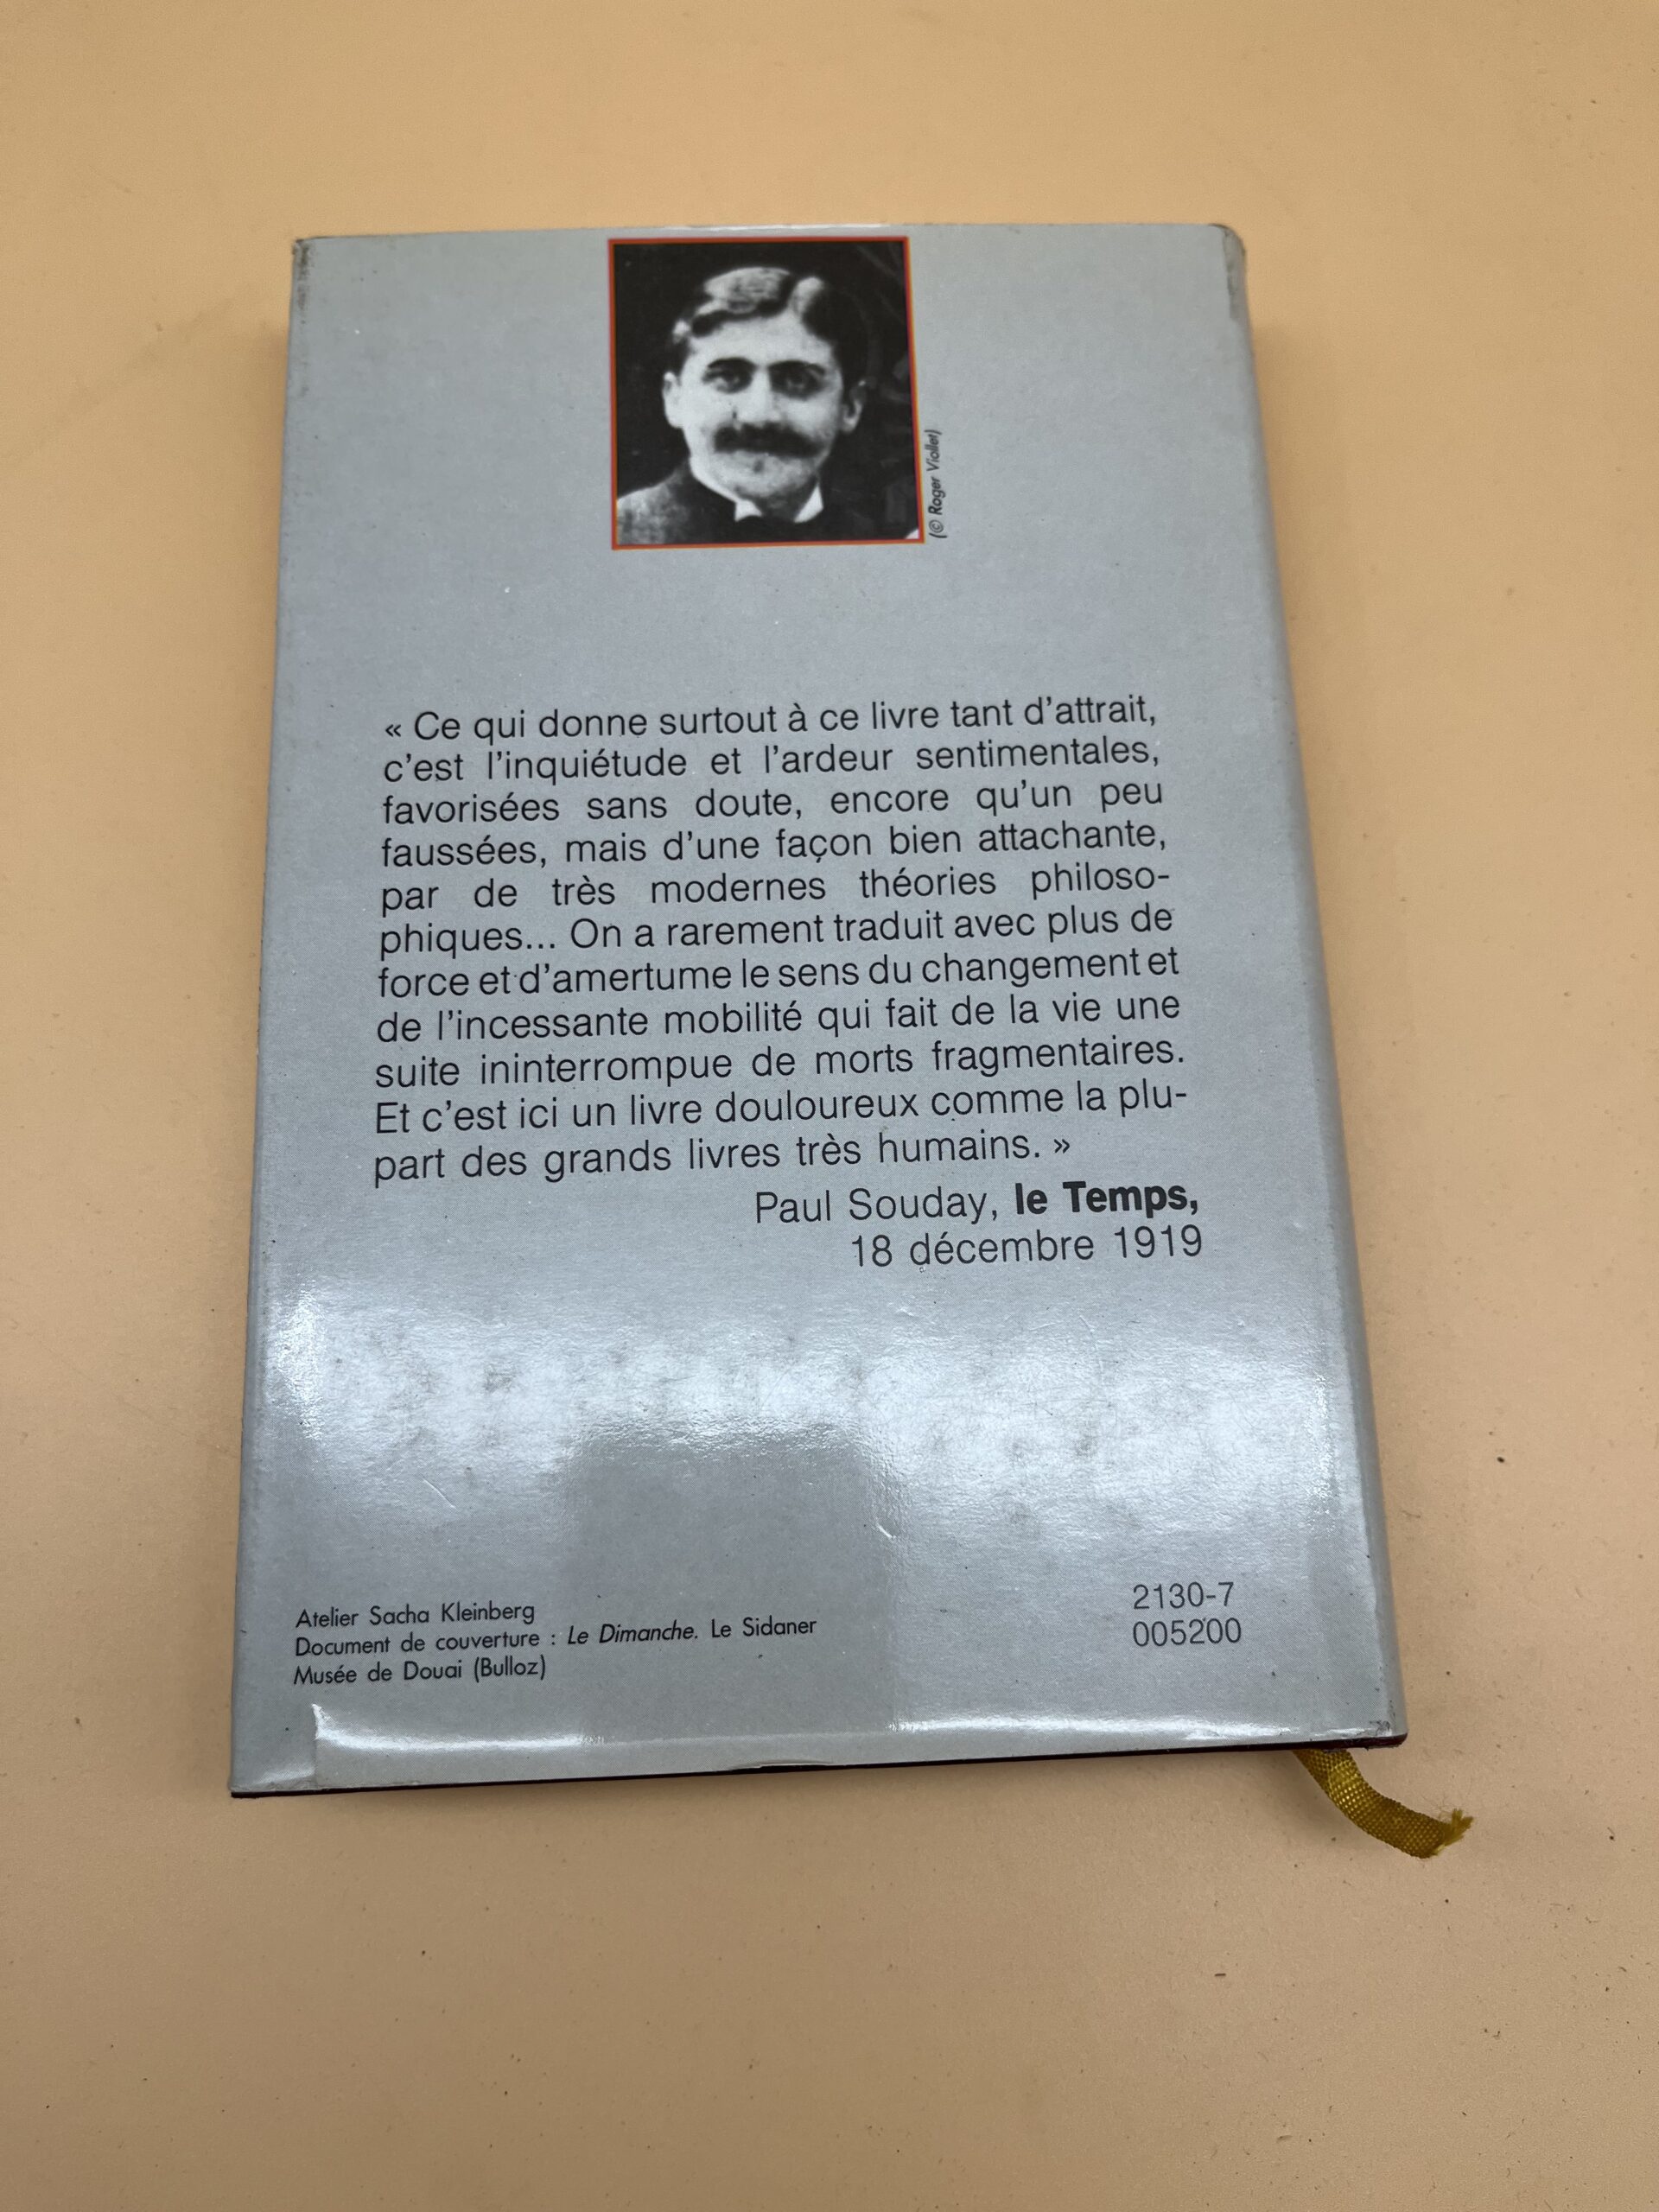 (© Roger Viollet)
« Ce qui donne surtout à ce livre tant d'attrait,
c'est l'inquiétude et l'ardeur sentimentales,
favorisées sans doute, encore qu'un peu
faussées, mais d'une façon bien attachante,
par de très modernes théories philoso-
phiques... On a rarement traduit avec plus de
force et d'amertume le sens du changement et
de l'incessante mobilité qui fait de la vie une
suite ininterrompue de morts fragmentaires.
Et c'est ici un livre douloureux comme la plu-
part des grands livres très humains. »
Paul Souday, le Temps,
18 décembre 1919
Atelier Sacha Kleinberg
Document de couverture : Le Dimanche. Le Sidaner
Musée de Douai (Bulloz)
2130-7
005200